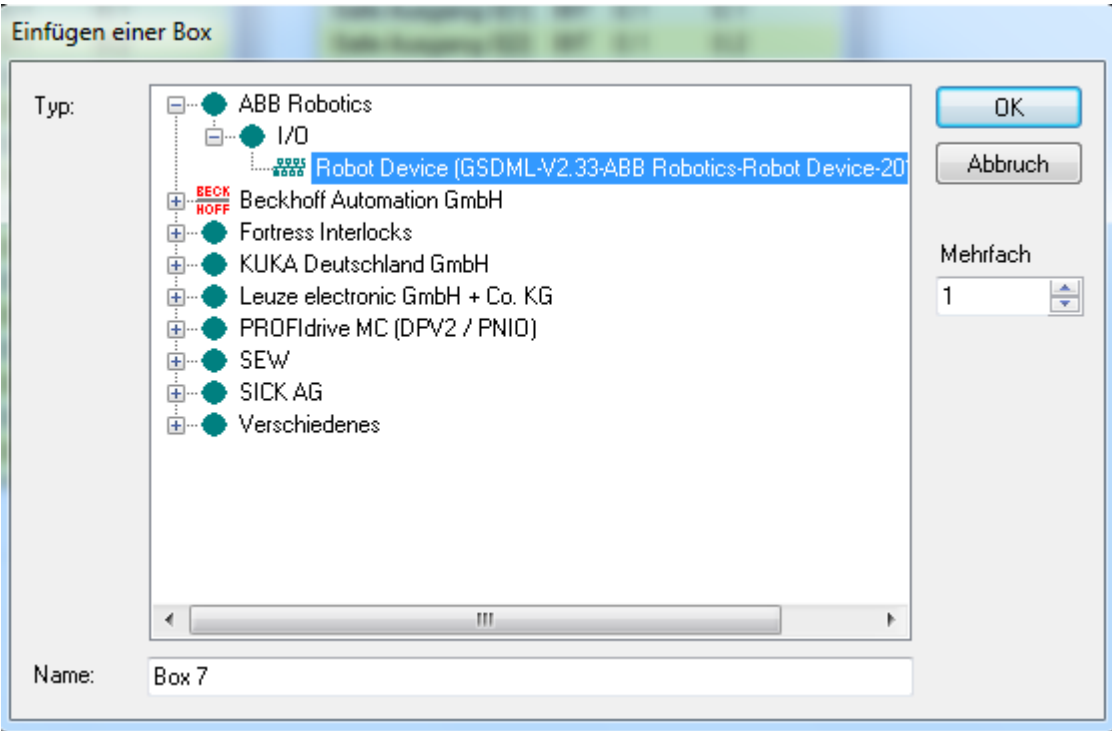 Einfügen einer Box
Typ:
ABB Robotics
I/O
Robot Device (GSDML-V2.33-ABB Robotics-Robot Device-20
BECK
HOFF
Beckhoff Automation GmbH
Fortress Interlocks
KUKA Deutschland GmbH
Leuze electronic GmbH + Co. KG
PROFIdrive MC (DPV2 / PNIO)
SEW
SICK AG
Verschiedenes
OK
Abbruch
Mehrfach
1
Name:
Box 7